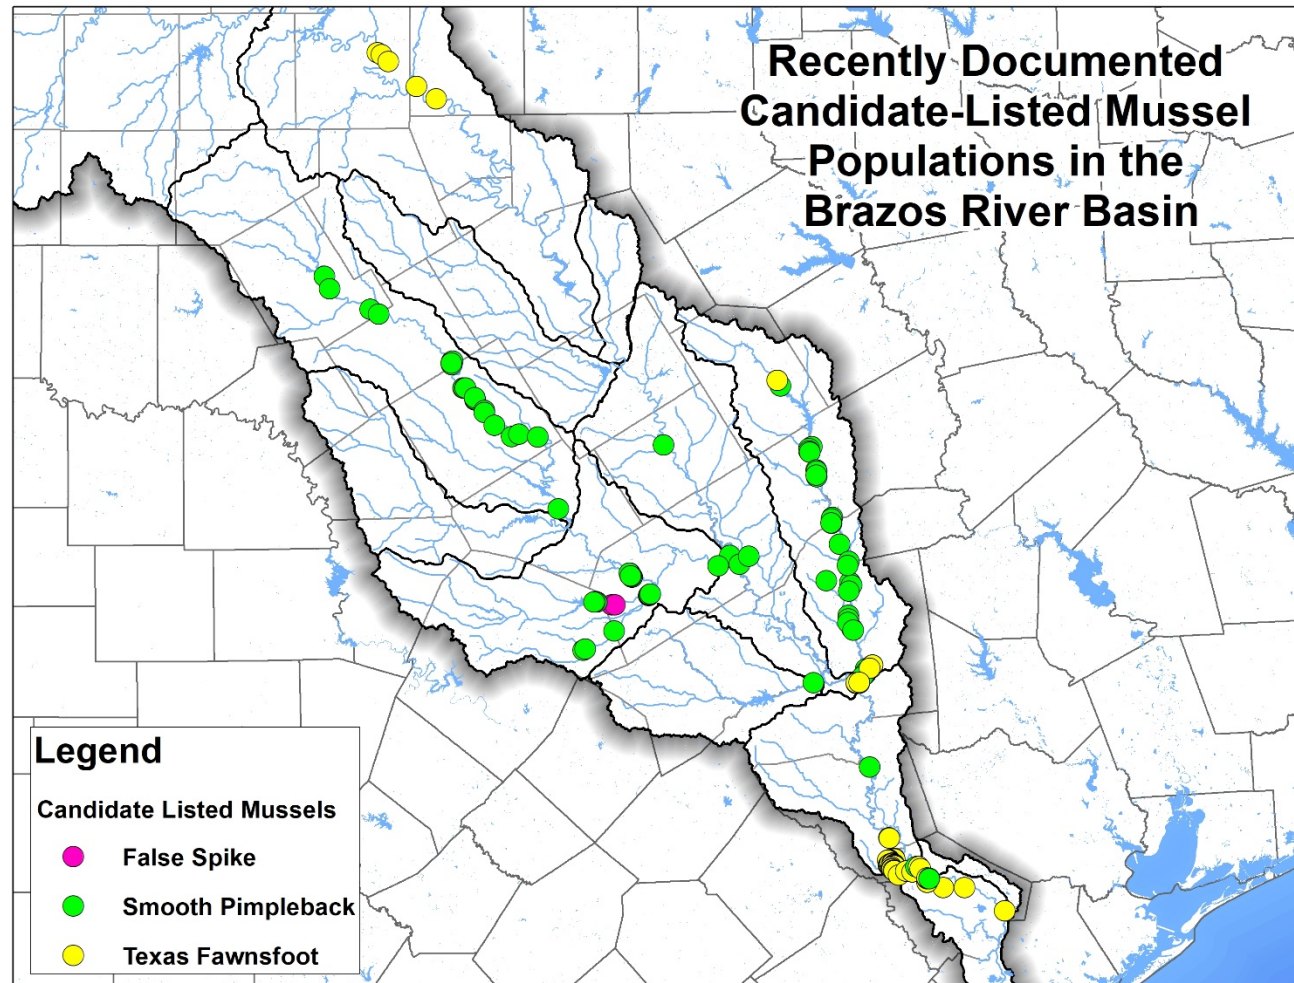 Recently Documented
Candidate-Listed Mussel
Populations in the
Brazos River Basin
Legend
Candidate Listed Mussels
False Spike
Smooth Pimpleback
Texas Fawnsfoot